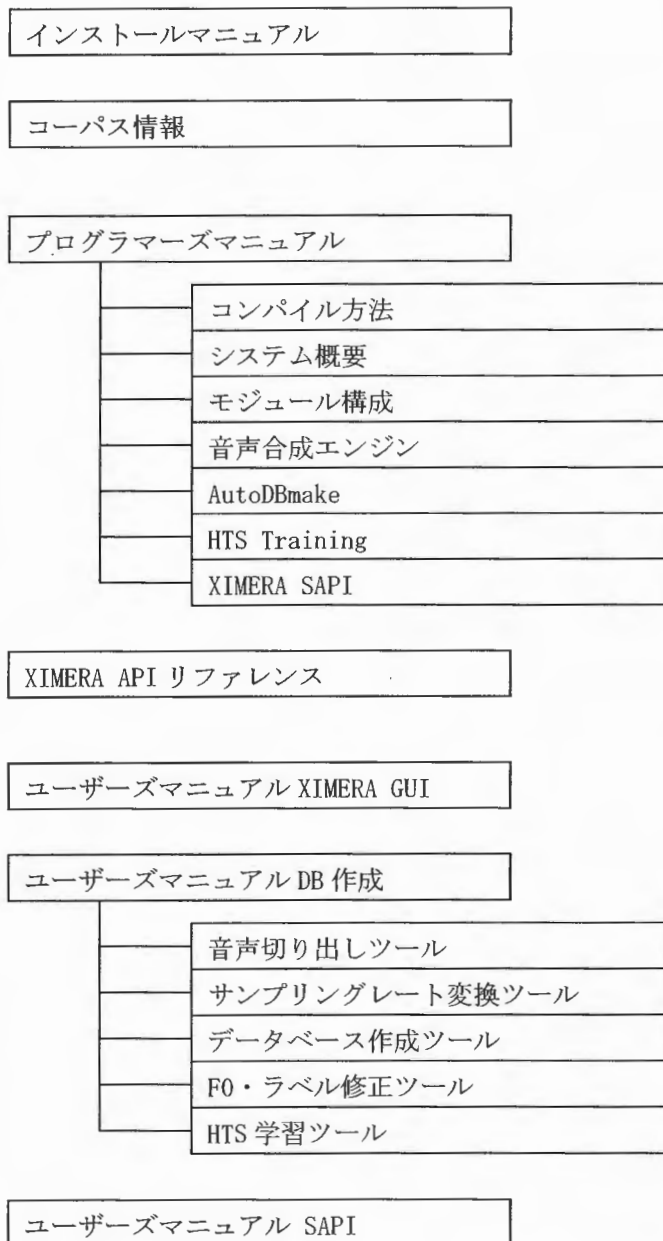 インストールマニュアル
コーパス情報
プログラマーズマニュアル
コンパイル方法
システム概要
モジュール構成
音声合成エンジン
AutoDBmake
HTS Training
XIMERA SAPI
XIMERA API リファレンス
ユーザーズマニュアル XIMERA GUI
ユーザーズマニュアル DB 作成
音声切り出しツール
サンプリングレート変換ツール
データベース作成ツール
F0・ラベル修正ツール
HTS 学習ツール
ユーザーズマニュアル SAPI